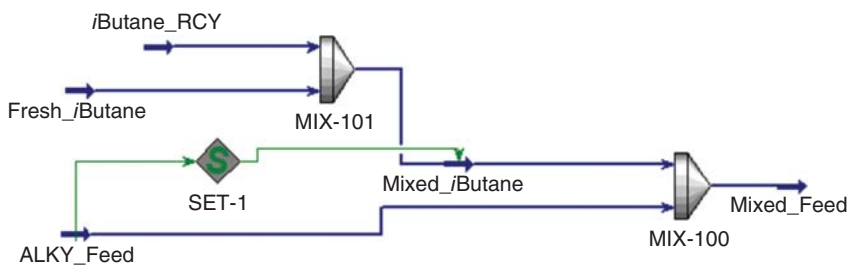 iButane_RCY
Fresh_iButane
MIX-101
S
SET-1
Mixed_iButane
Mixed_Feed
ALKY_Feed
MIX-100